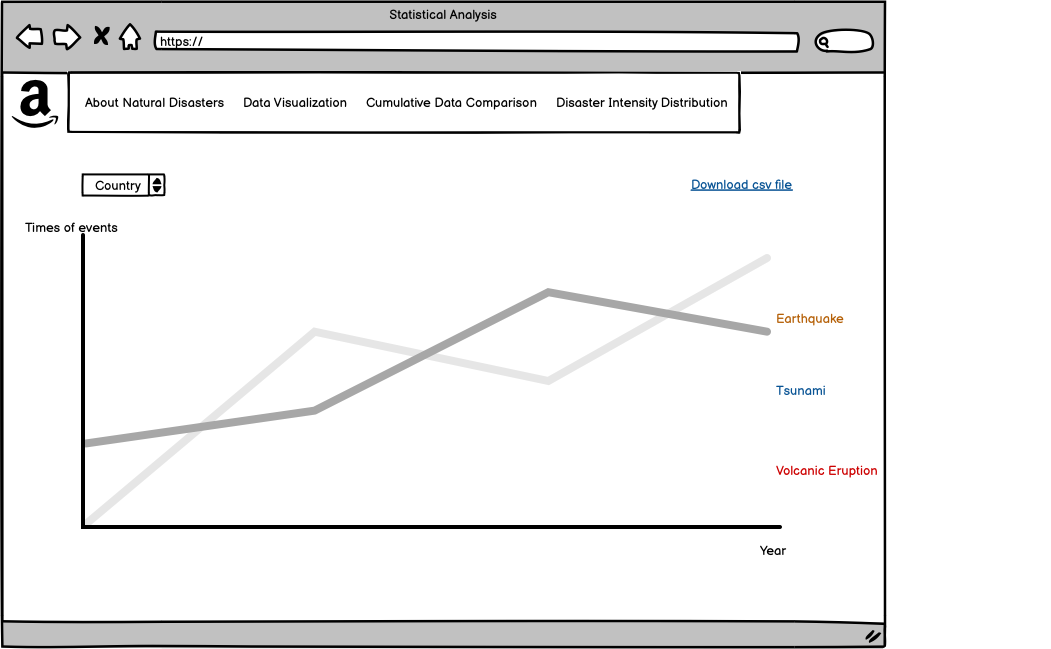 Statistical Analysis
https://
a
About Natural Disasters Data Visualization Cumulative Data Comparison Disaster Intensity Distribution
Country
Download csv file
Times of events
Earthquake
Tsunami
Volcanic Eruption
Year